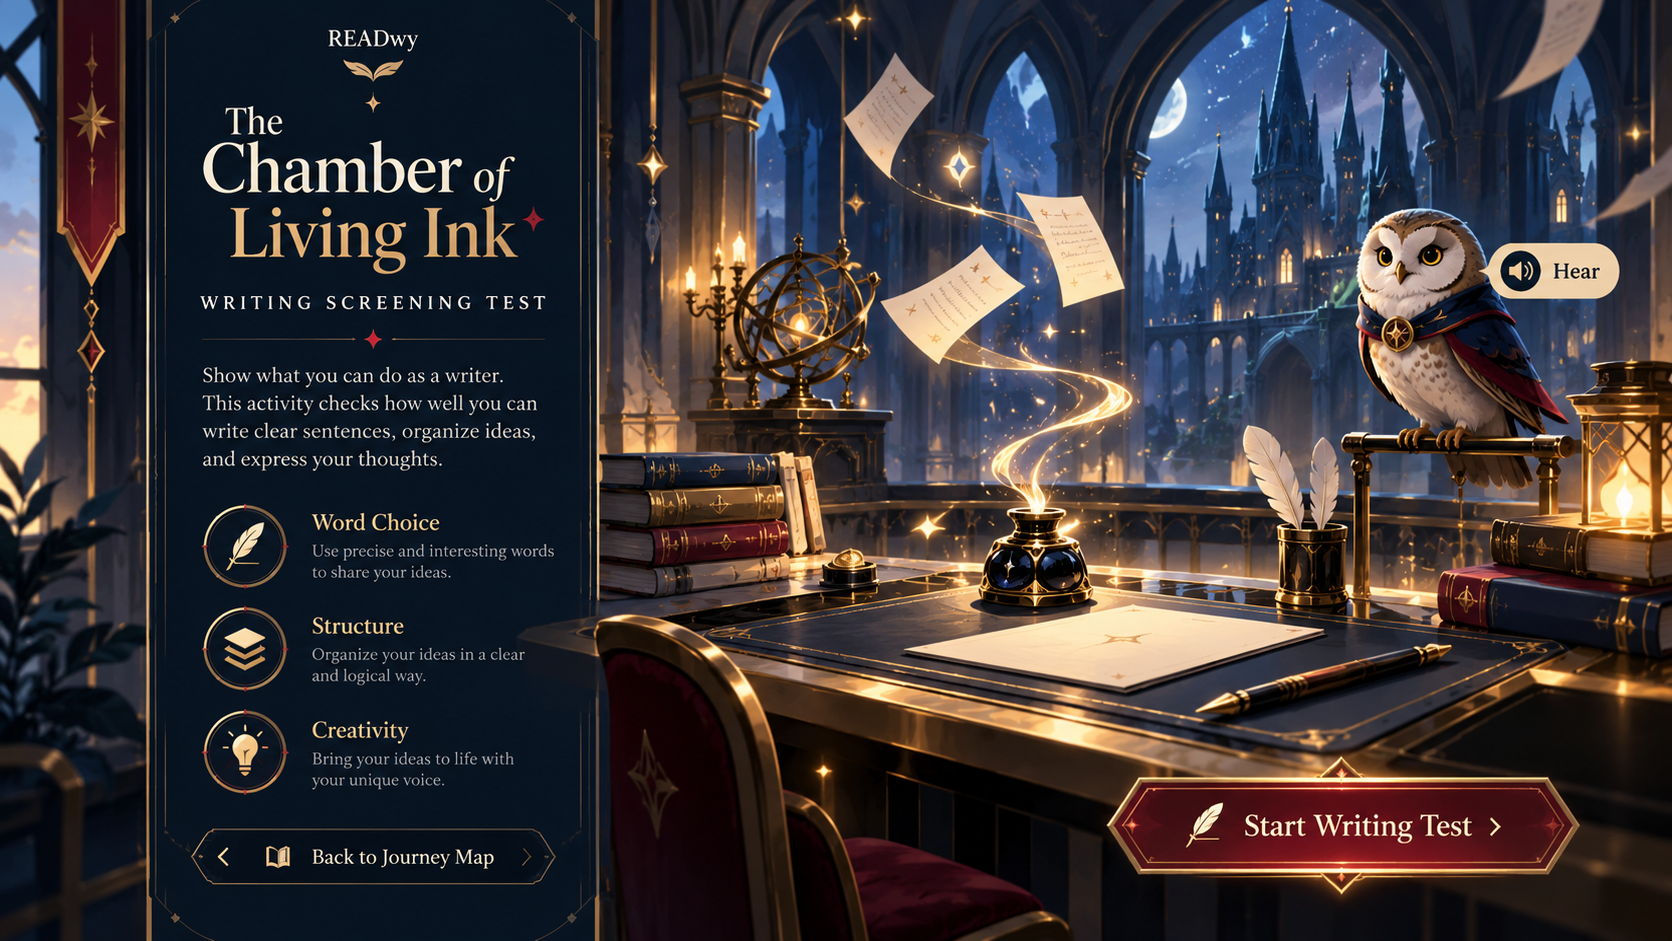 READwy
The
Chamber of
Living Ink
WRITING SCREENING TEST
Show what you can do as a writer.
This activity checks how well you can
write clear sentences, organize ideas,
and express your thoughts.
Word Choice
Use precise and interesting words
to share your ideas.
Structure
Organize your ideas in a clear
and logical way.
Creativity
Bring your ideas to life with
your unique voice.
Back to Journey Map
Hear
Start Writing Test